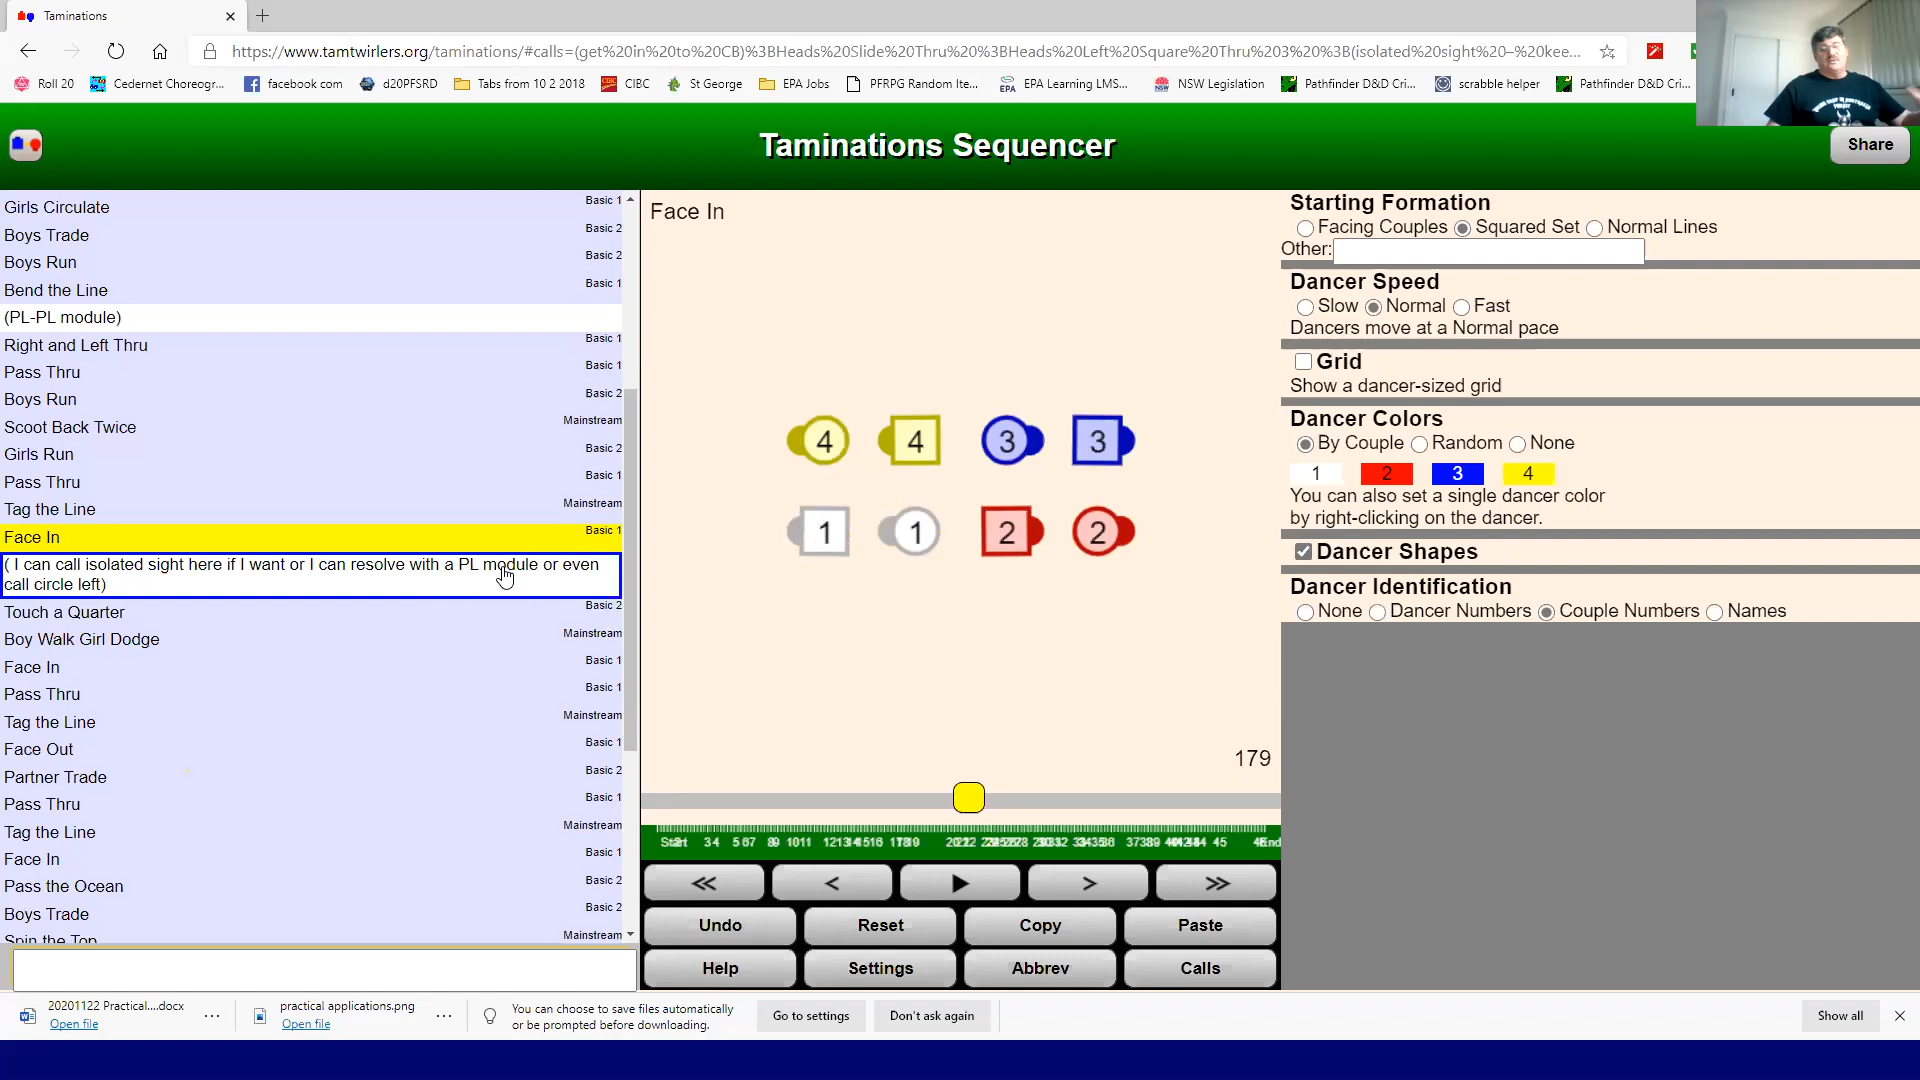 Taminations
https://www.tamtwirlers.org/taminations/#calls=(get%20in%20to%20CB)%3BHeads%20Slide%20Thru%20%3BHeads%20Left%20Square%20Thru%203%20%3B(isolated%20sight%20–%20kee...
Roll 20
Cedernet Choreogr...
facebook com
d20PFSRD
Tabs from 10 2 2018
CIBC
St George
EPA Jobs
PFRPG Random Ite...
EPA Learning LMS...
NSW Legislation
Pathfinder D&D Cri...
scrabble helper
Pathfinder D&D Cri...
Taminations Sequencer
Share
Girls Circulate Basic 1
Boys Trade Basic 2
Boys Run Basic 2
Bend the Line Basic 1
(PL-PL module)
Right and Left Thru Basic 1
Pass Thru Basic 1
Boys Run Basic 2
Scoot Back Twice Mainstream
Girls Run Basic 2
Pass Thru Basic 1
Tag the Line Mainstream
Face In Basic 1
( I can call isolated sight here if I want or I can resolve with a PL module or even
call circle left)
Touch a Quarter Basic 2
Boy Walk Girl Dodge Mainstream
Face In Basic 1
Pass Thru Basic 1
Tag the Line Mainstream
Face Out Basic 1
Partner Trade Basic 2
Pass Thru Basic 1
Tag the Line Mainstream
Face In Basic 1
Pass the Ocean Basic 2
Boys Trade Basic 2
Spin the Top Mainstream
Face In
4 4 3 3
1 1 2 2
179
Start
End
<< < > >>
Undo Reset Copy Paste
Help Settings Abbrev Calls
Starting Formation
Facing Couples Squared Set Normal Lines
Other:
Dancer Speed
Slow Normal Fast
Dancers move at a Normal pace
Grid
Show a dancer-sized grid
Dancer Colors
By Couple Random None
1 2 3 4
You can also set a single dancer color
by right-clicking on the dancer.
Dancer Shapes
Dancer Identification
None Dancer Numbers Couple Numbers Names
20201122 Practical....docx
Open file
practical applications.png
Open file
You can choose to save files automatically
or be prompted before downloading.
Go to settings
Don't ask again
Show all